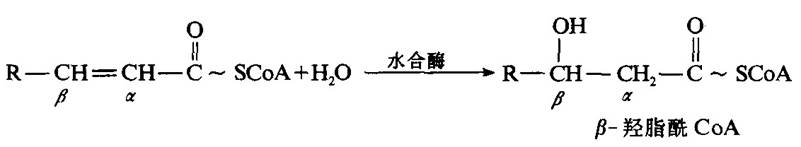 O OH O
R—CH=CH—C~SCoA+H₂O 水合酶 R—CH—CH₂—C~SCoA
β α β α
β-羟脂酰 CoA